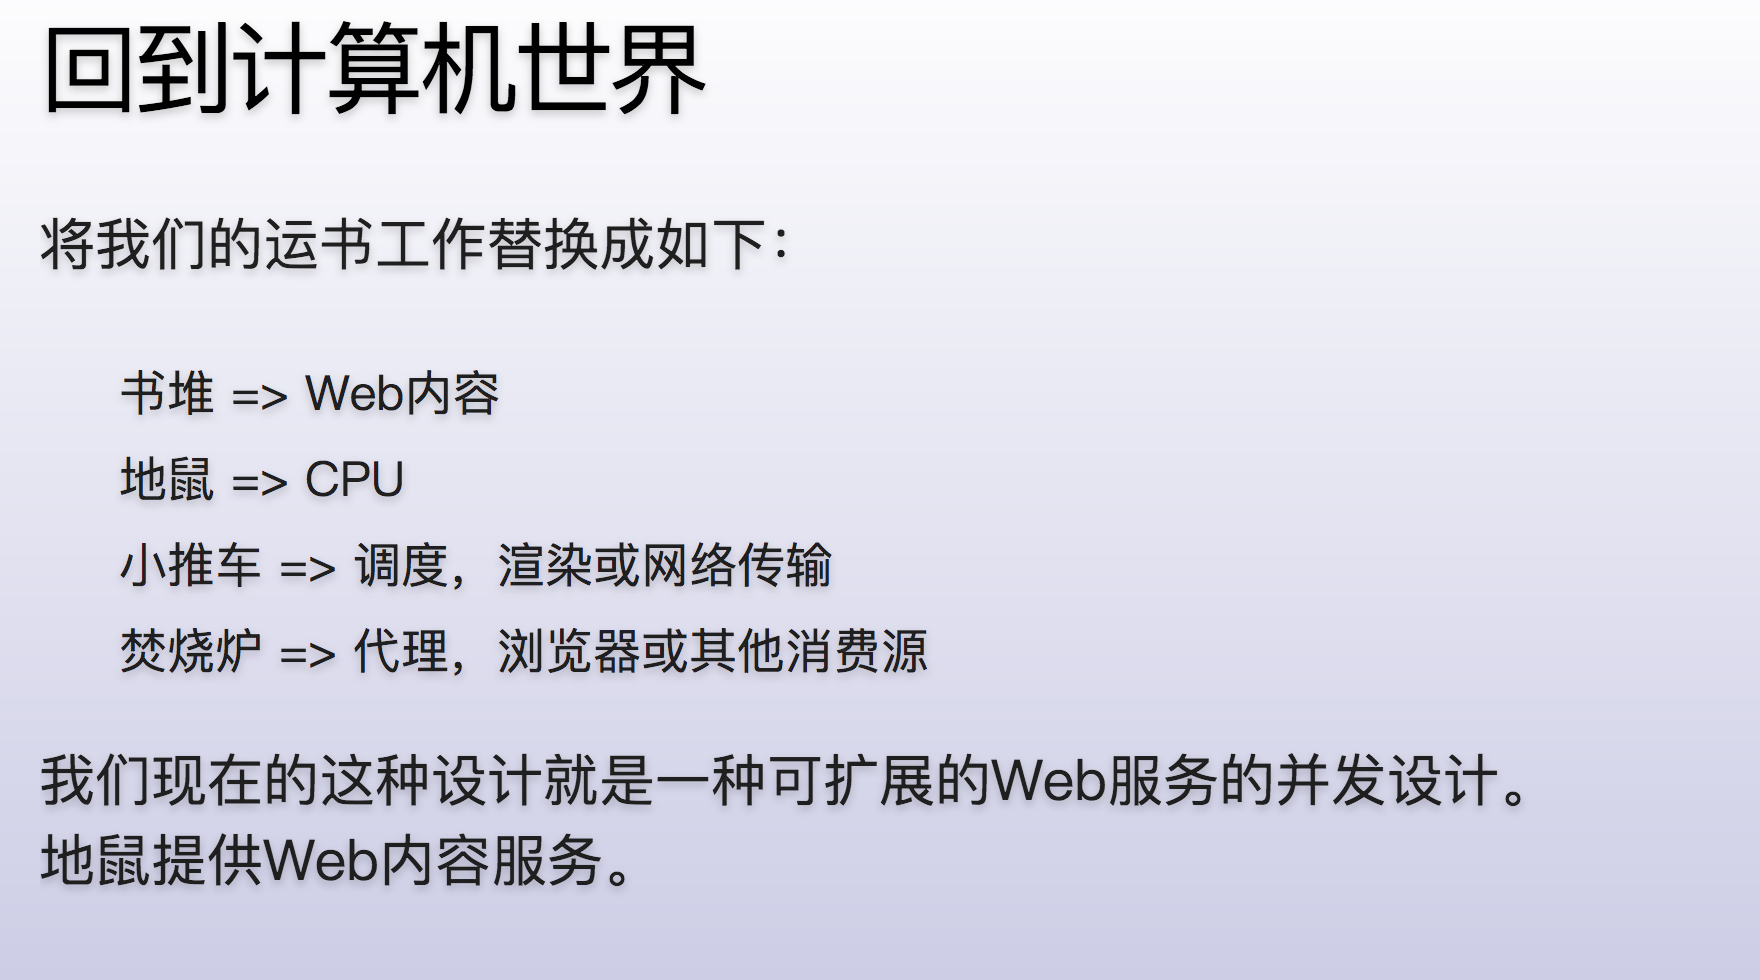 回到计算机世界
将我们的运书工作替换成如下：
书堆 => Web内容
地鼠 => CPU
小推车 => 调度，渲染或网络传输
焚烧炉 => 代理，浏览器或其他消费源
我们现在的这种设计就是一种可扩展的Web服务的并发设计。
地鼠提供Web内容服务。